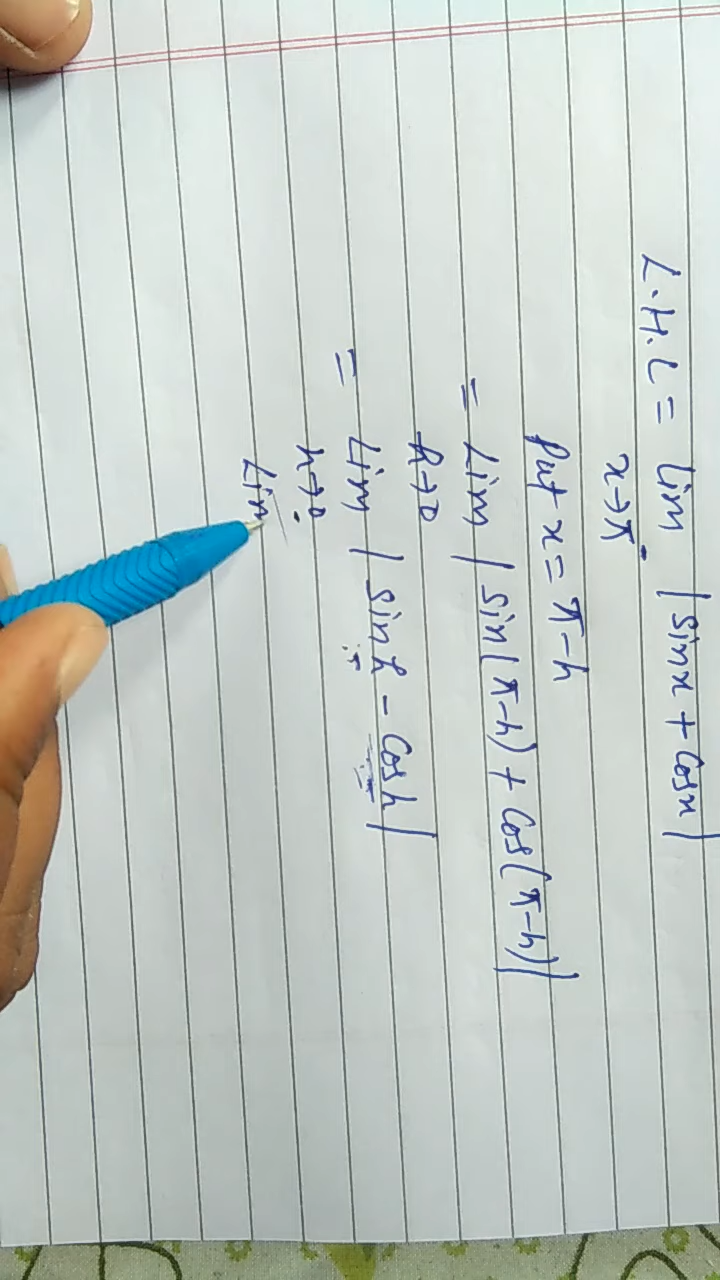 L.H.L = Lim |sinx + cosx|
x→π⁻
Put x = π-h
= Lim | sin(π-h) + cos(π-h)|
h→0
= Lim | sinh - cosh|
h→0
Lim